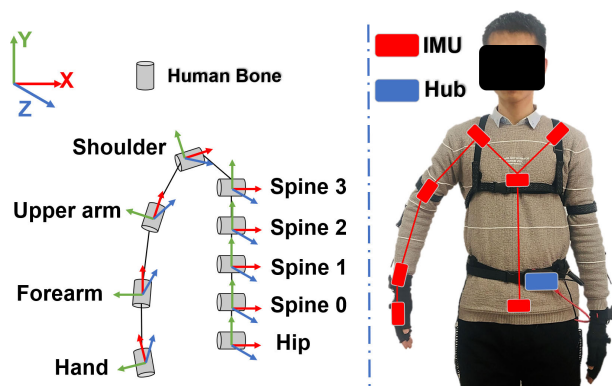 Y
X
Z
Human Bone
Shoulder
Upper arm
Forearm
Hand
Spine 3
Spine 2
Spine 1
Spine 0
Hip
IMU
Hub